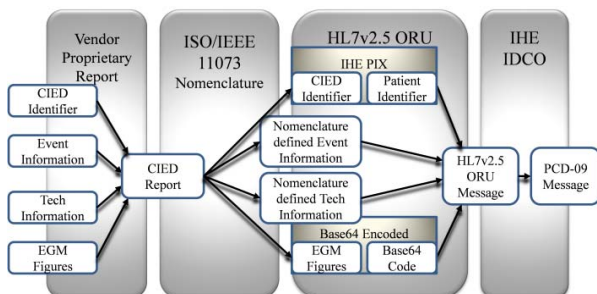 Vendor
Proprietary
Report
ISO/IEEE
11073
Nomenclature
HL7v2.5 ORU
IHE
IDCO
IHE PIX
CIED
Identifier
CIED
Identifier
Patient
Identifier
Event
Information
Nomenclature
defined Event
Information
CIED
Report
HL7v2.5
ORU
Message
PCD-09
Message
Tech
Information
Nomenclature
defined Tech
Information
Base64 Encoded
EGM
Figures
EGM
Figures
Base64
Code